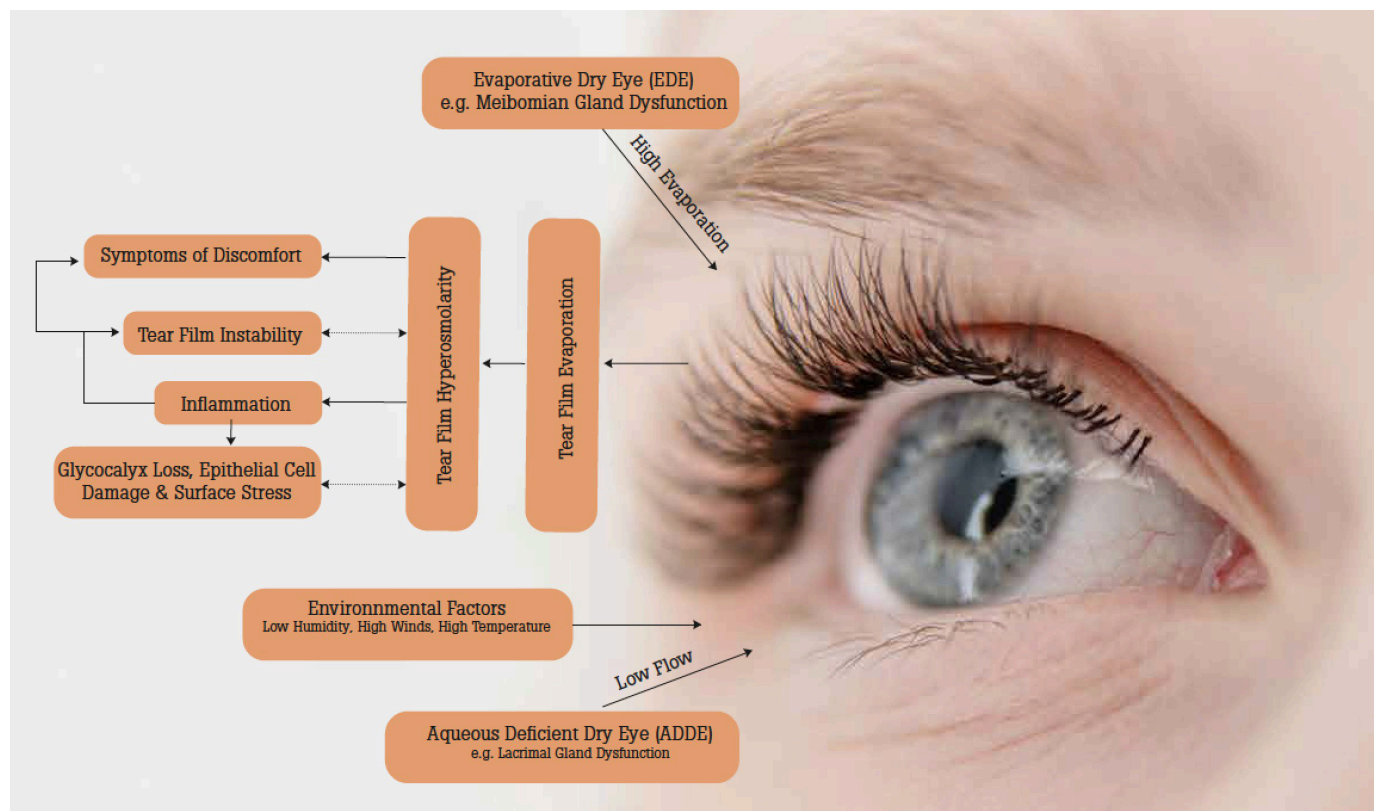 Evaporative Dry Eye (EDE)
e.g. Meibomian Gland Dysfunction
High Evaporation
Symptoms of Discomfort
Tear Film Instability
Inflammation
Glycocalyx Loss, Epithelial Cell
Damage & Surface Stress
Tear Film Hyperosmolarity
Tear Film Evaporation
Environnmental Factors
Low Humidity, High Winds, High Temperature
Low Flow
Aqueous Deficient Dry Eye (ADDE)
e.g. Lacrimal Gland Dysfunction